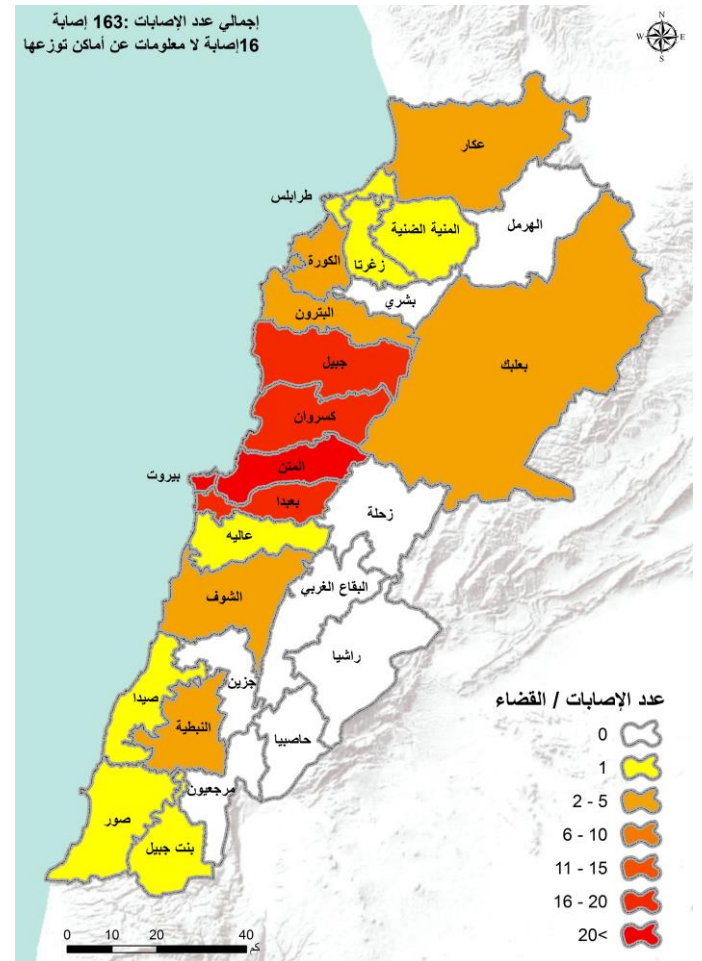 إجمالي عدد الإصابات :163 إصابة
16إصابة لا معلومات عن أماكن توزعها
N
W E
S
عكار
طرابلس
المنية الضنية
الهرمل
زغرتا
الكورة
بشري
البترون
بعلبك
جبيل
كسروان
المتن
بيروت
بعبدا
زحلة
عاليه
البقاع الغربي
الشوف
راشيا
جزين
صيدا
النبطية
حاصبيا
مرجعيون
صور
بنت جبيل
عدد الإصابات / القضاء
0
1
2 - 5
6 - 10
11 - 15
16 - 20
20<
0 10 20 40
كم